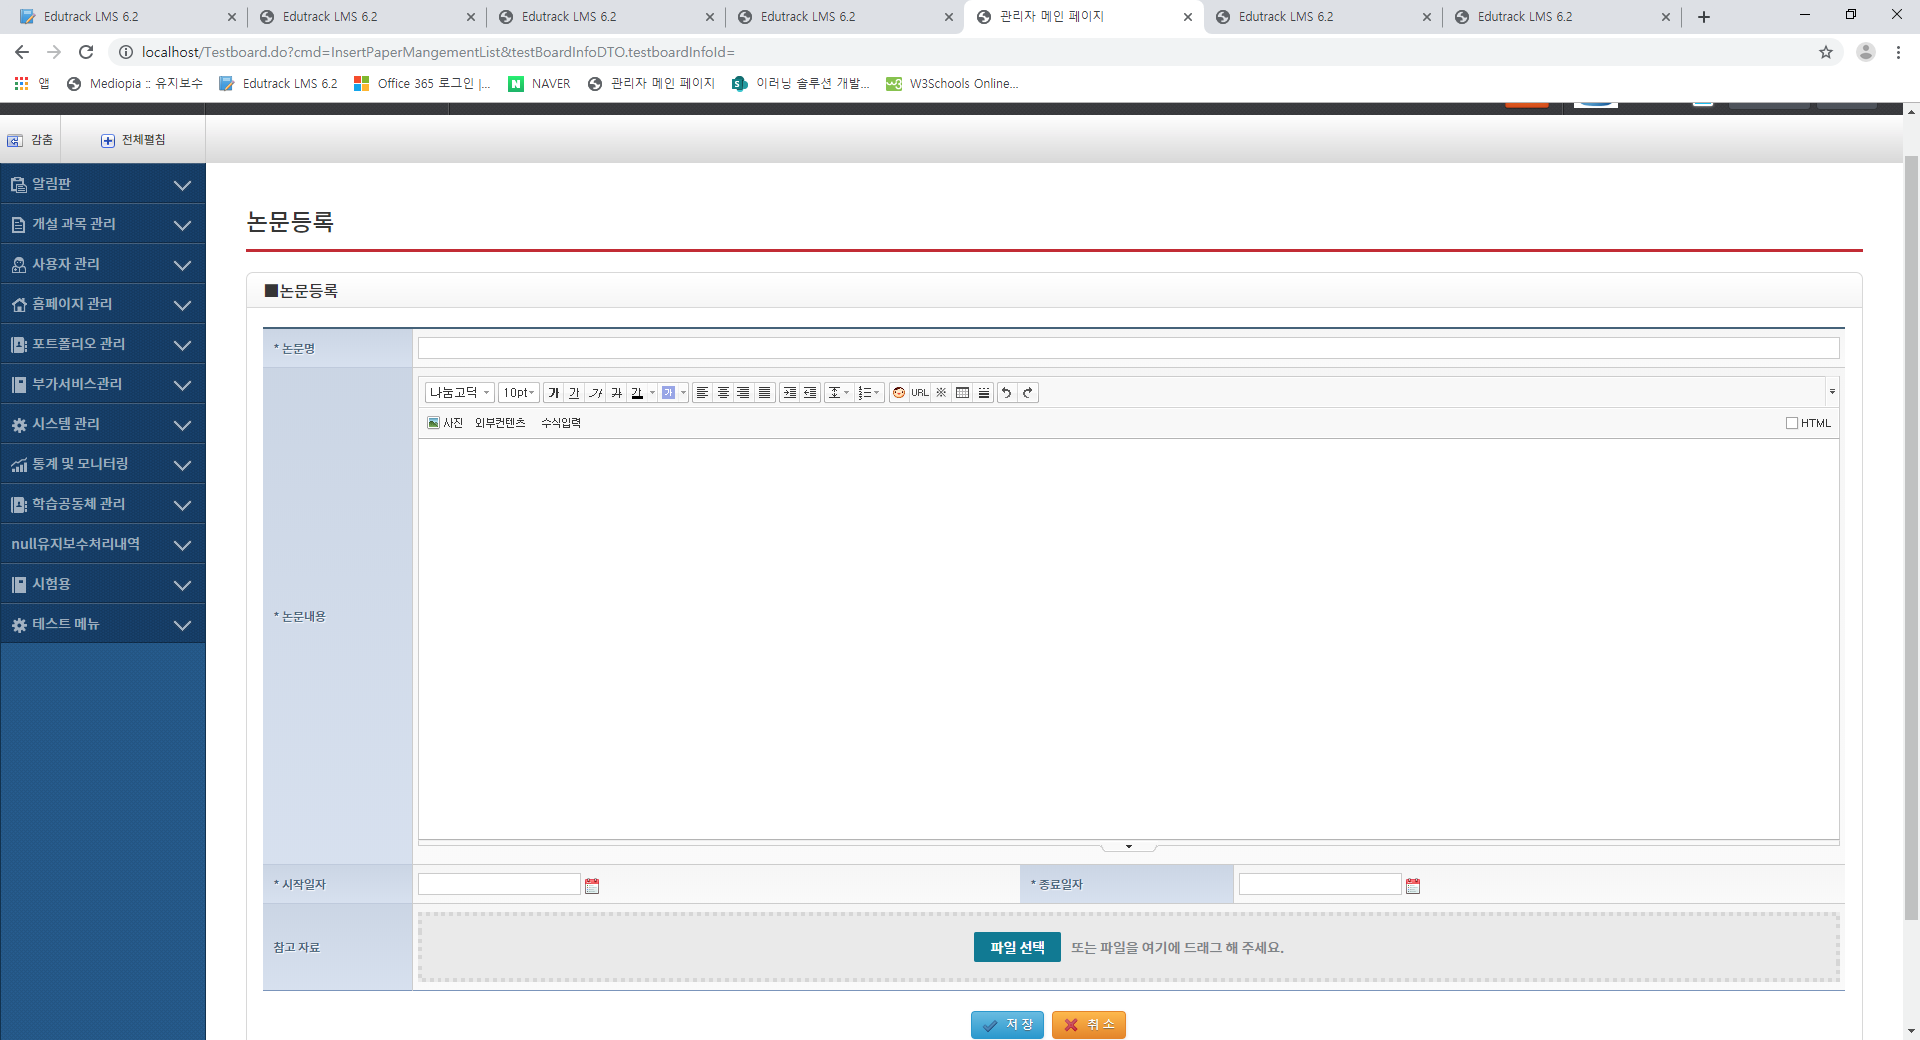 Edutrack LMS 6.2
Edutrack LMS 6.2
Edutrack LMS 6.2
Edutrack LMS 6.2
관리자 메인 페이지
Edutrack LMS 6.2
Edutrack LMS 6.2
localhost/Testboard.do?cmd=InsertPaperMangementList&testBoardInfoDTO.testboardInfoId=
앱
Mediopia :: 유지보수
Edutrack LMS 6.2
Office 365 로그인 |...
NAVER
관리자 메인 페이지
이러닝 솔루션 개발...
W3Schools Online...
감춤
전체펼침
알림판
개설 과목 관리
사용자 관리
홈페이지 관리
포트폴리오 관리
부가서비스관리
시스템 관리
통계 및 모니터링
학습공동체 관리
null유지보수처리내역
시험용
테스트 메뉴
논문등록
■논문등록
* 논문명
나눔고딕 10pt 가 가 가 가 가 가 URL ※
사진 외부컨텐츠 수식입력 HTML
* 논문내용
* 시작일자
* 종료일자
참고 자료
파일 선택 또는 파일을 여기에 드래그 해 주세요.
저 장
취 소